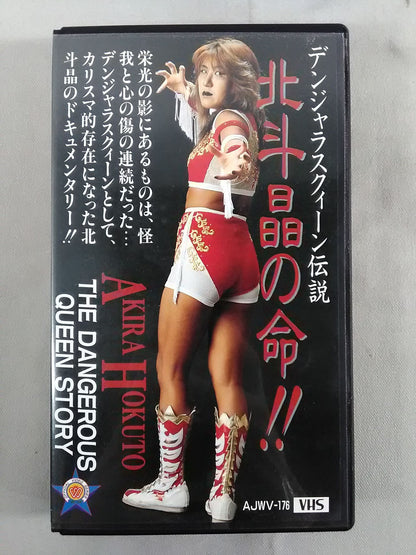 デンジャラスクィーン伝説
北斗晶の命!!
栄光の影にあるものは、怪
我と心の傷の連続だった…
デンジャラスクィーンとして、
カリスマ的存在になった北
斗晶のドキュメンタリー!!
AKIRA HOKUTO
THE DANGEROUS
QUEEN STORY
AJWV-176 VHS